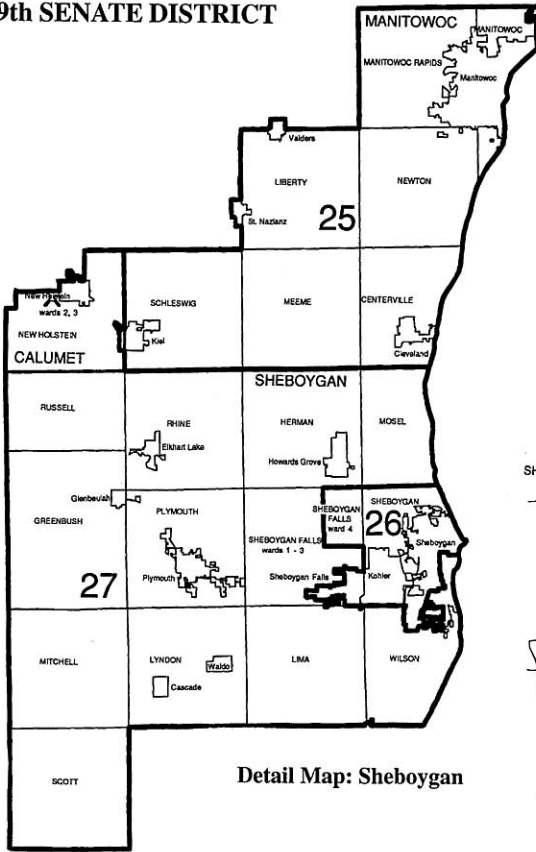 9th SENATE DISTRICT
MANITOWOC
MANITOWOC
MANITOWOC RAPIDS
Manitowoc
Valders
LIBERTY
NEWTON
25
St. Nazianz
New Holstein
wards 2, 3
SCHLESWIG
MEEME
CENTERVILLE
NEW HOLSTEIN
Kiel
CALUMET
Cleveland
SHEBOYGAN
RUSSELL
RHINE
HERMAN
MOSEL
Elkhart Lake
Howards Grove
SH
Glenbeulah
PLYMOUTH
SHEBOYGAN
FALLS
ward 4
SHEBOYGAN
26
GREENBUSH
SHEBOYGAN FALLS
wards 1 - 3
Sheboygan
27
Plymouth
Sheboygan Falls
Kohler
MITCHELL
LYNDON
Waldo
LIMA
WILSON
Cascade
SCOTT
Detail Map: Sheboygan